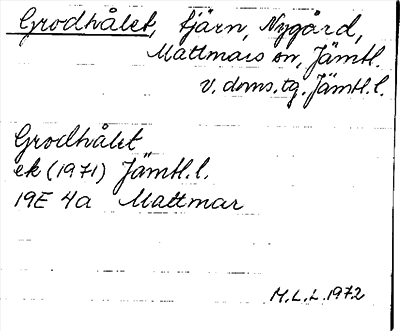 Grodhålet, tjärn, Nygård,
Mattmars sn, Jämtl.
v. doms.tg. Jämtl.l.
Grodhålet
ek (1971) Jämtl.l.
19E 4a Mattmar
M.L.L. 1972